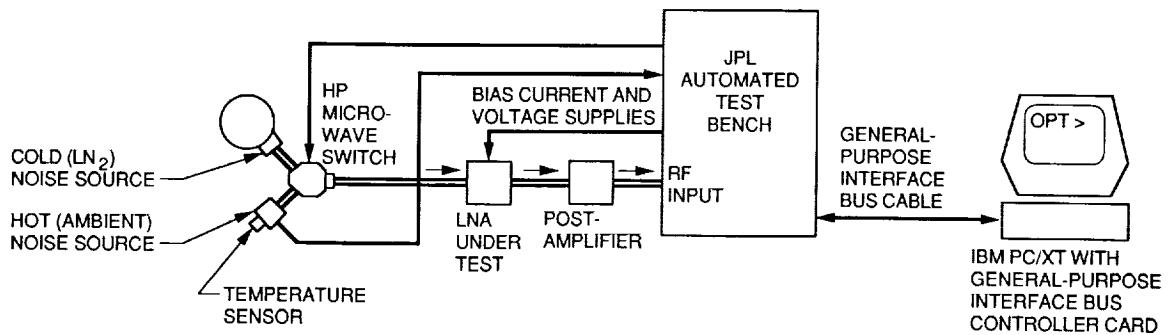 JPL
AUTOMATED
TEST
BENCH
HP
MICRO-
WAVE
SWITCH
BIAS CURRENT AND
VOLTAGE SUPPLIES
OPT >
COLD (LN₂)
NOISE SOURCE
GENERAL-
PURPOSE
INTERFACE
BUS CABLE
RF
INPUT
HOT (AMBIENT)
NOISE SOURCE
LNA
UNDER
TEST
POST-
AMPLIFIER
TEMPERATURE
SENSOR
IBM PC/XT WITH
GENERAL-PURPOSE
INTERFACE BUS
CONTROLLER CARD